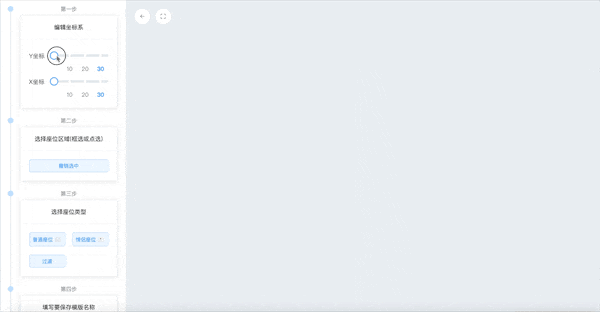 第一步
编辑坐标系
Y坐标
10 20 30
X坐标
10 20 30
第二步
选择座位区域(框选或点选)
撤销选中
第三步
选择座位类型
普通座位
情侣座位
过道
第四步
填写要保存模版名称